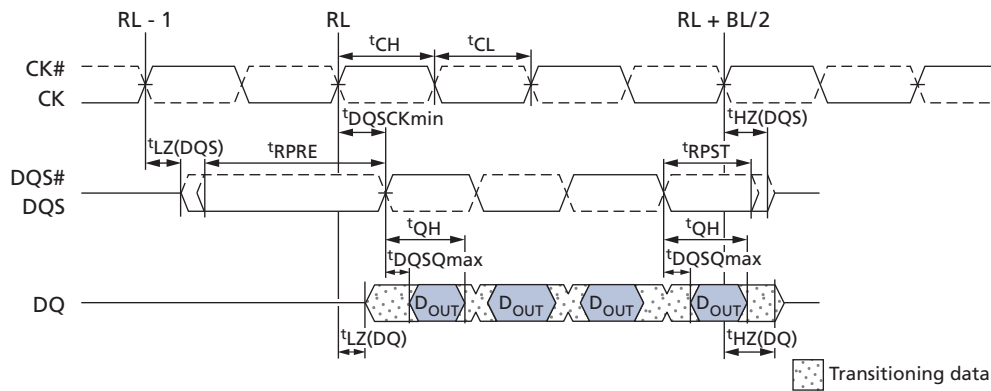 RL - 1 RL RL + BL/2
tCH tCL
CK#
CK
tDQSCKmin tHZ(DQS)
tLZ(DQS) tRPRE tRPST
DQS#
DQS
tQH tQH
tDQSQmax tDQSQmax
DQ DOUT DOUT DOUT DOUT
tLZ(DQ) tHZ(DQ)
Transitioning data